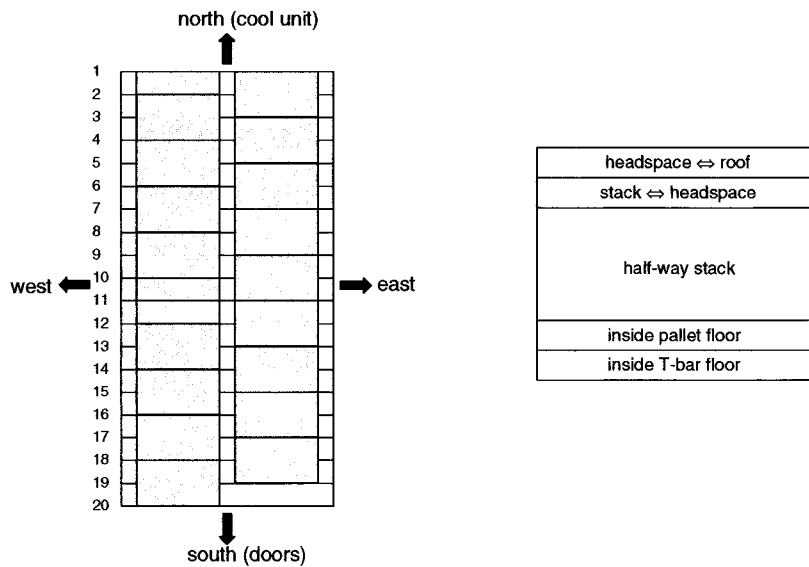 north (cool unit)
1
2
3
4
5
6
7
8
9
10
11
12
13
14
15
16
17
18
19
20
west
east
south (doors)
headspace ⇔ roof
stack ⇔ headspace
half-way stack
inside pallet floor
inside T-bar floor